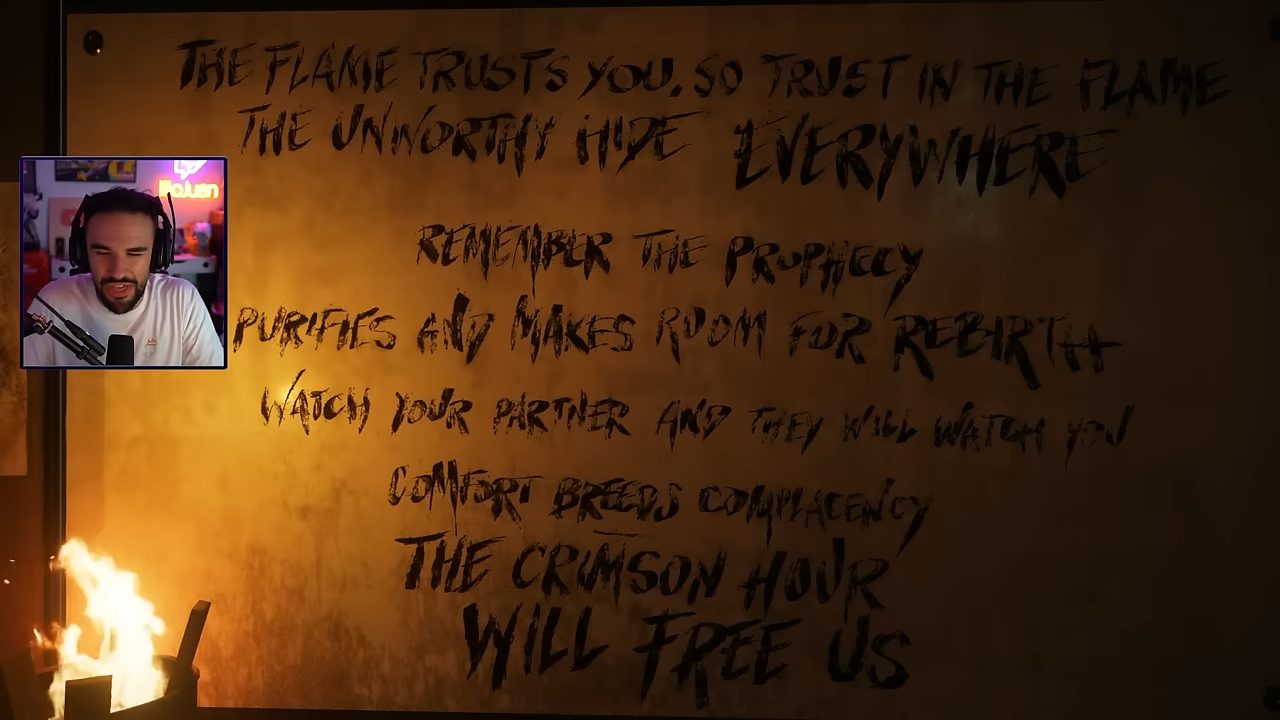 THE FLAME TRUSTS YOU, SO TRUST IN THE FLAME
THE UNWORTHY HIDE EVERYWHERE
REMEMBER THE PROPHECY
PURIFIES AND MAKES ROOM FOR REBIRTH
WATCH YOUR PARTNER AND THEY WILL WATCH YOU
COMFORT BREEDS COMPLACENCY
THE CRIMSON HOUR
WILL FREE US